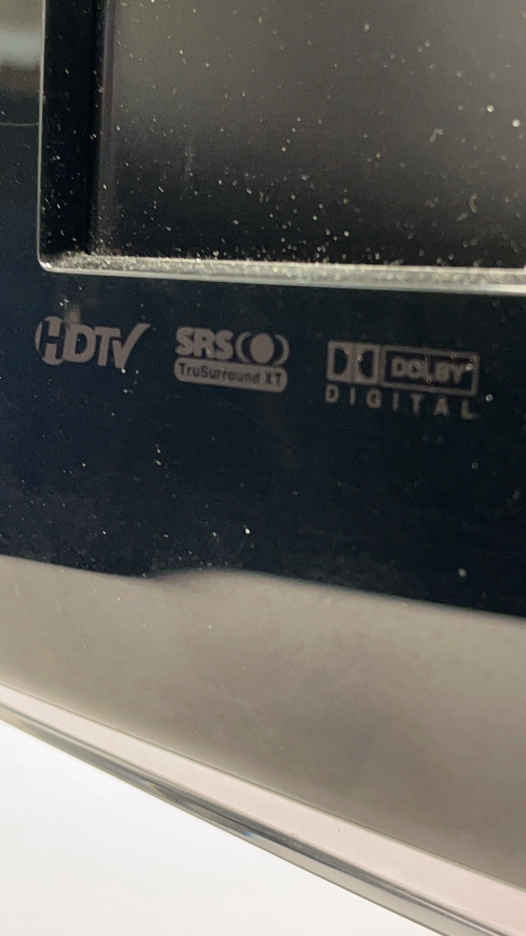 HDTV
SRS
TruSurround XT
DOLBY
DIGITAL